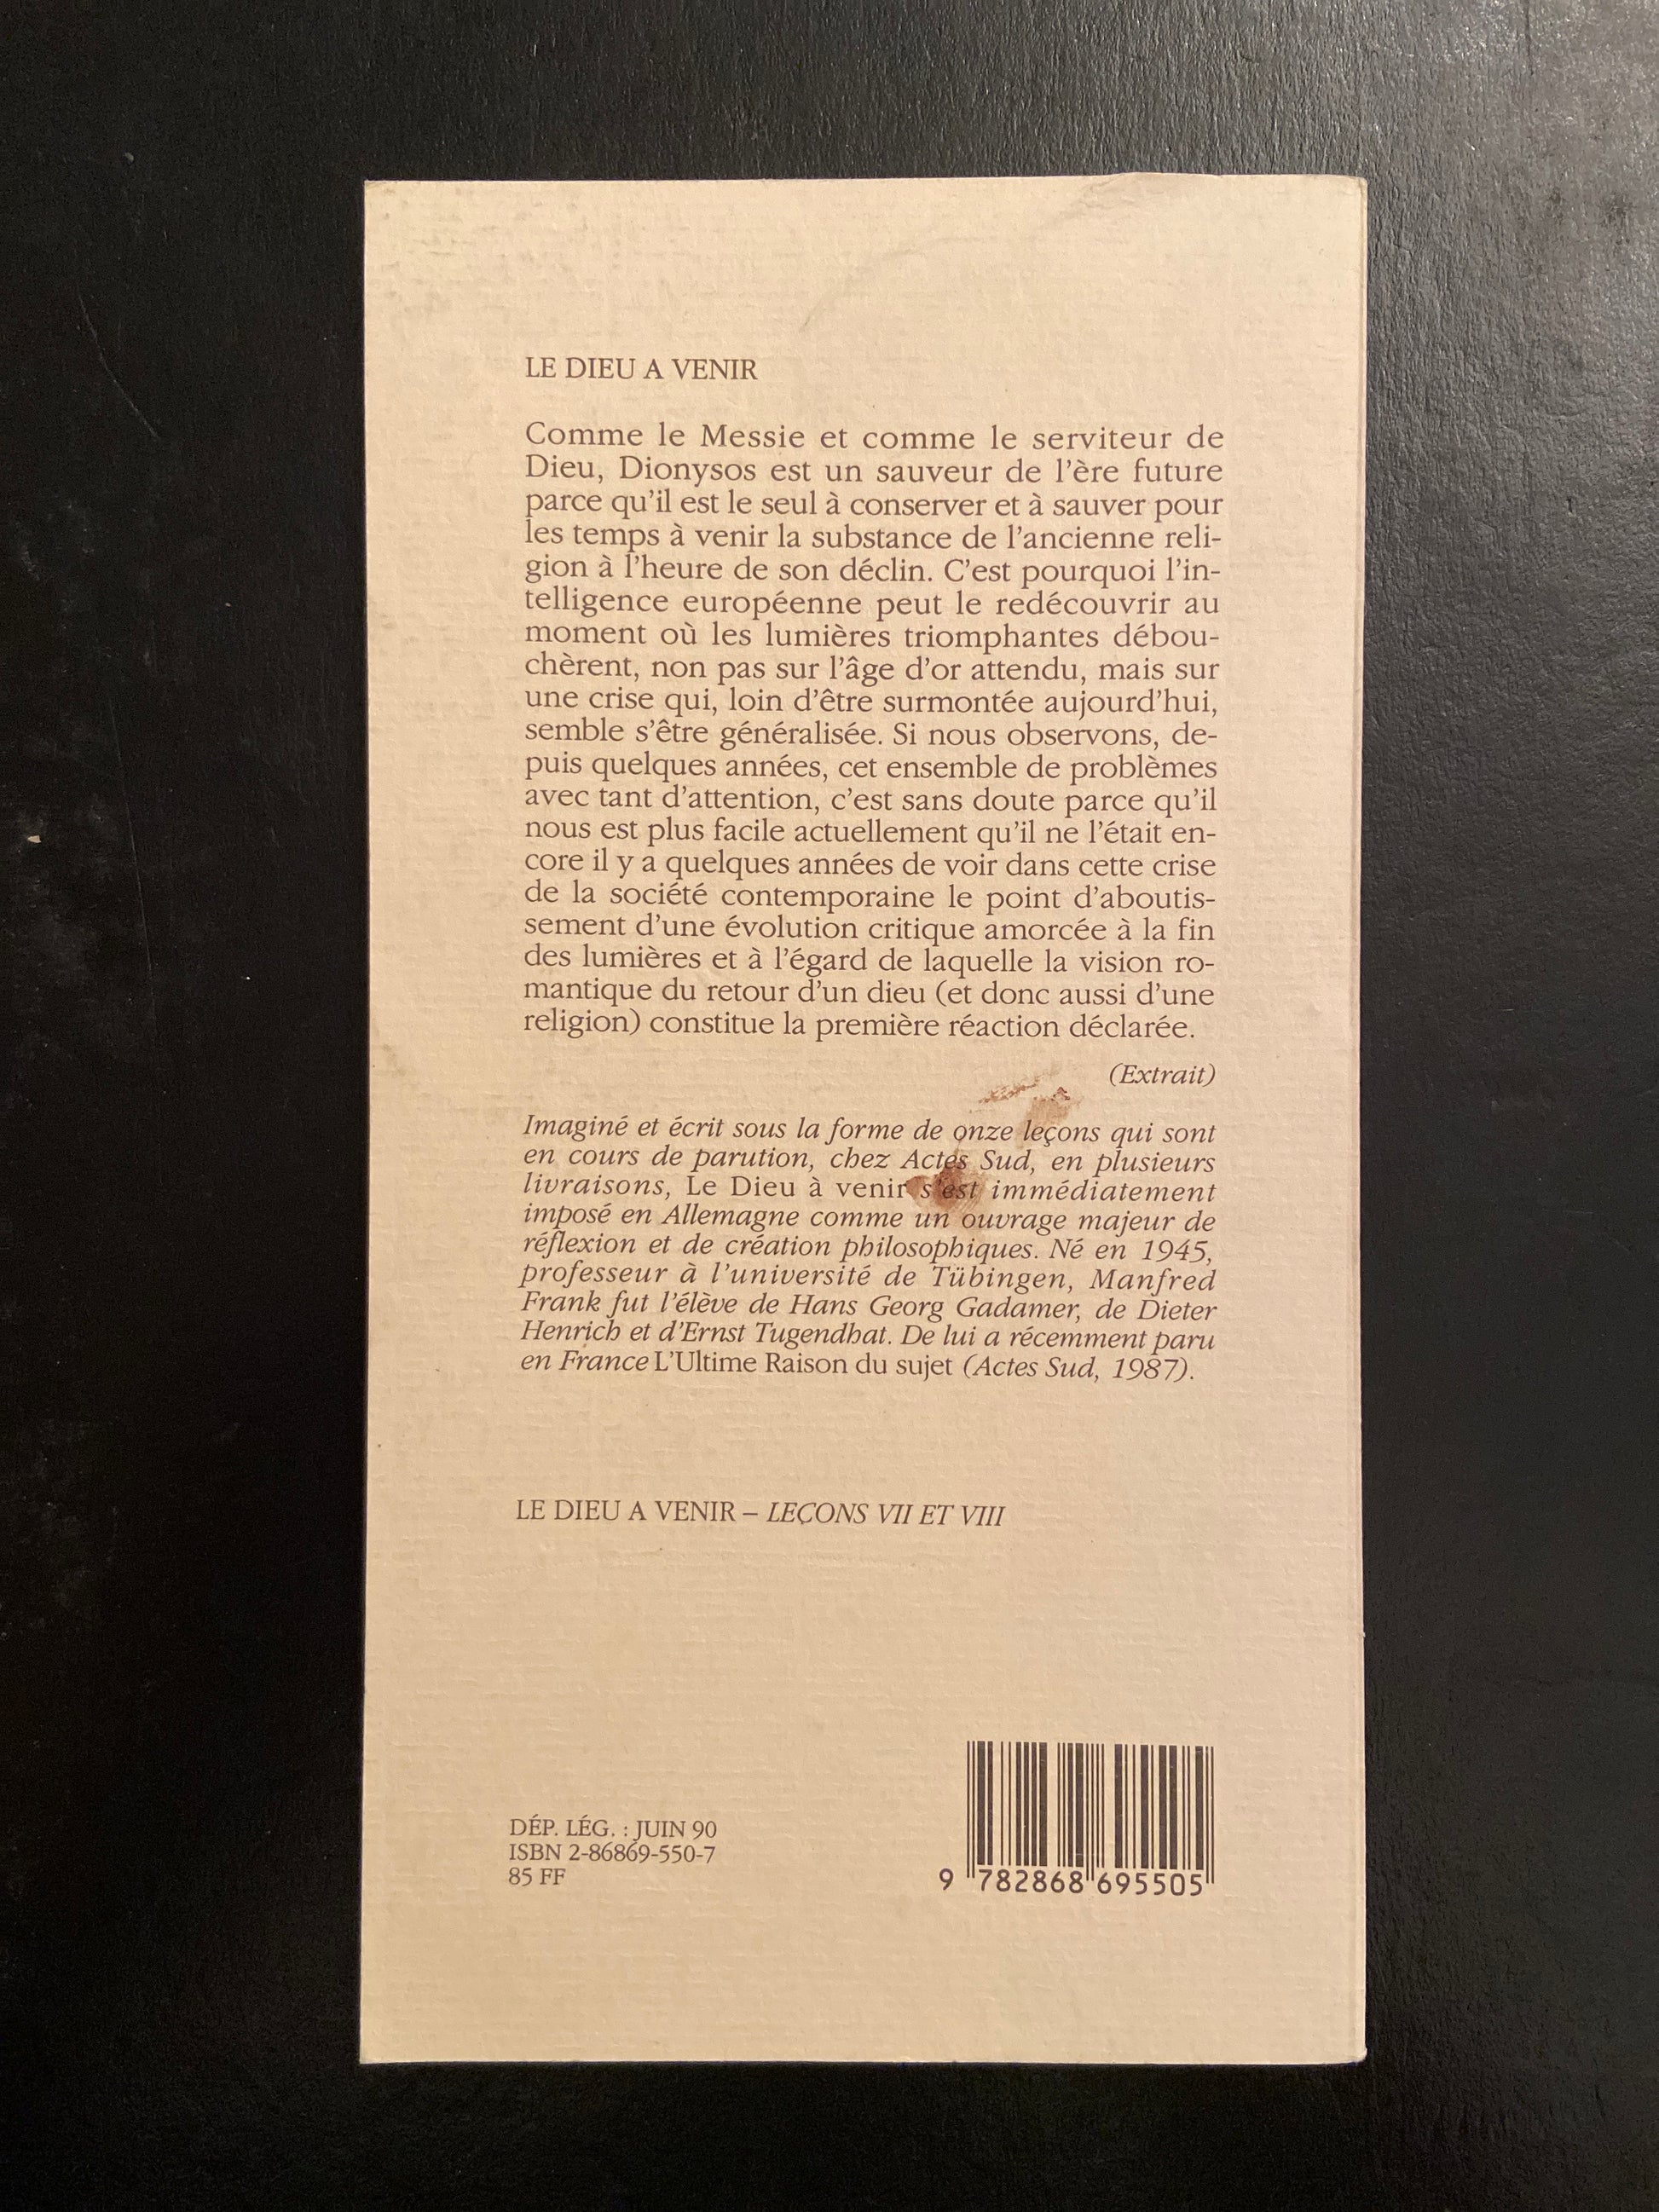 LE DIEU A VENIR
Comme le Messie et comme le serviteur de
Dieu, Dionysos est un sauveur de l'ère future
parce qu'il est le seul à conserver et à sauver pour
les temps à venir la substance de l'ancienne reli-
gion à l'heure de son déclin. C'est pourquoi l'in-
telligence européenne peut le redécouvrir au
moment où les lumières triomphantes débou-
chèrent, non pas sur l'âge d'or attendu, mais sur
une crise qui, loin d'être surmontée aujourd'hui,
semble s'être généralisée. Si nous observons, de-
puis quelques années, cet ensemble de problèmes
avec tant d'attention, c'est sans doute parce qu'il
nous est plus facile actuellement qu'il ne l'était en-
core il y a quelques années de voir dans cette crise
de la société contemporaine le point d'aboutis-
sement d'une évolution critique amorcée à la fin
des lumières et à l'égard de laquelle la vision ro-
mantique du retour d'un dieu (et donc aussi d'une
religion) constitue la première réaction déclarée.
(Extrait)
Imaginé et écrit sous la forme de onze leçons qui sont
en cours de parution, chez Actes Sud, en plusieurs
livraisons, Le Dieu à venir s'est immédiatement
imposé en Allemagne comme un ouvrage majeur de
réflexion et de création philosophiques. Né en 1945,
professeur à l'université de Tübingen, Manfred
Frank fut l'élève de Hans Georg Gadamer, de Dieter
Henrich et d'Ernst Tugendhat. De lui a récemment paru
en France L'Ultime Raison du sujet (Actes Sud, 1987).
LE DIEU A VENIR – LEÇONS VII ET VIII
DÉP. LÉG. : JUIN 90
ISBN 2-86869-550-7
85 FF
9 782868 695505